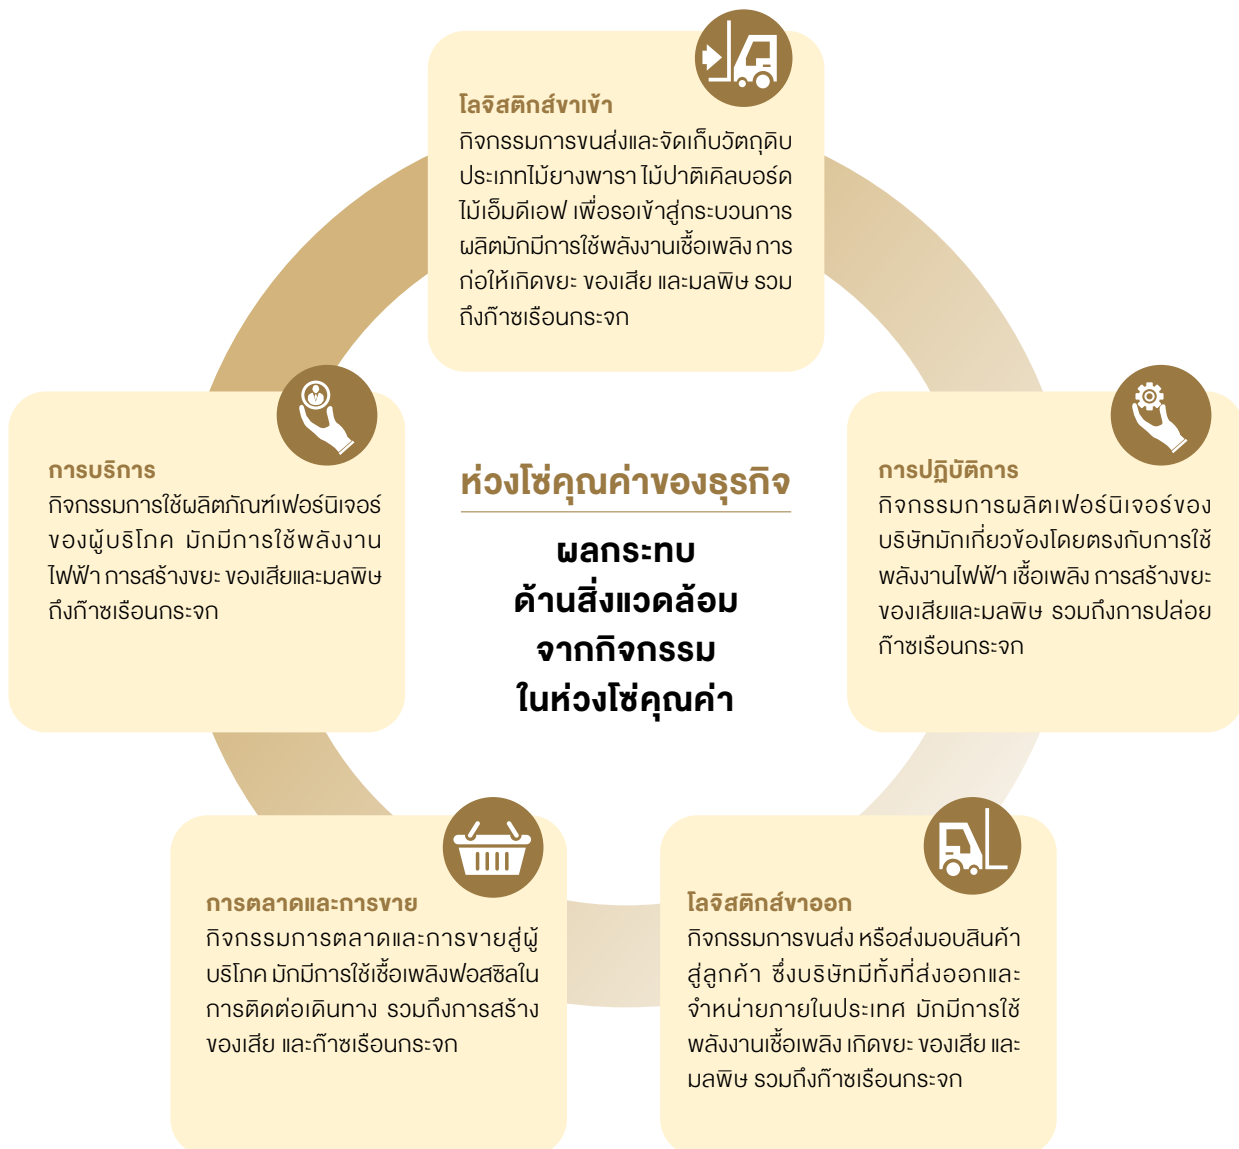 โลจิสติกส์ขาเข้า
กิจกรรมการขนส่งและจัดเก็บวัตถุดิบ
ประเภทไม้ยางพารา ไม้ปาติเคิลบอร์ด
ไม้เอ็มดีเอฟ เพื่อรอเข้าสู่กระบวนการ
ผลิตมักมีการใช้พลังงานเชื้อเพลิง การ
ก่อให้เกิดขยะ ของเสีย และมลพิษ รวม
ถึงก๊าซเรือนกระจก
การบริการ
กิจกรรมการใช้ผลิตภัณฑ์เฟอร์นิเจอร์
ของผู้บริโภค มักมีการใช้พลังงาน
ไฟฟ้า การสร้างขยะ ของเสียและมลพิษ
ถึงก๊าซเรือนกระจก
ห่วงโซ่คุณค่าของธุรกิจ
ผลกระทบ
ด้านสิ่งแวดล้อม
จากกิจกรรม
ในห่วงโซ่คุณค่า
การปฏิบัติการ
กิจกรรมการผลิตเฟอร์นิเจอร์ของ
บริษัทมักเกี่ยวข้องโดยตรงกับการใช้
พลังงานไฟฟ้า เชื้อเพลิง การสร้างขยะ
ของเสียและมลพิษ รวมถึงการปล่อย
ก๊าซเรือนกระจก
การตลาดและการขาย
กิจกรรมการตลาดและการขายสู่ผู้
บริโภค มักมีการใช้เชื้อเพลิงฟอสซิลใน
การติดต่อเดินทาง รวมถึงการสร้าง
ของเสีย และก๊าซเรือนกระจก
โลจิสติกส์ขาออก
กิจกรรมการขนส่ง หรือส่งมอบสินค้า
สู่ลูกค้า ซึ่งบริษัทมีทั้งที่ส่งออกและ
จำหน่ายภายในประเทศ มักมีการใช้
พลังงานเชื้อเพลิง เกิดขยะ ของเสีย และ
มลพิษ รวมถึงก๊าซเรือนกระจก